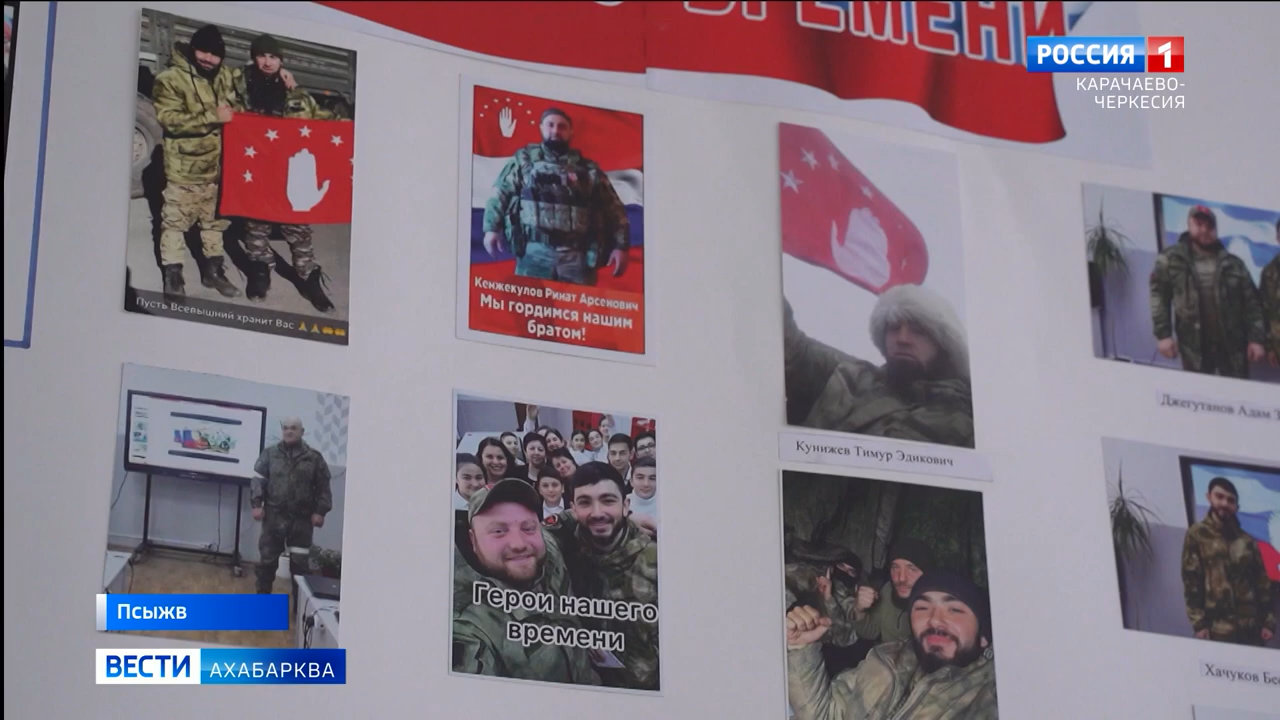 ВРЕМЕНИ
РОССИЯ 1
КАРАЧАЕВО-
ЧЕРКЕСИЯ
Пусть Всевышний хранит Вас
Кенжекулов Ринат Арсенович
Мы гордимся нашим
братом!
Кунижев Тимур Эдикович
Джегутанов Адам
Герои нашего
времени
Хачуков
Псыжв
ВЕСТИ АХАБАРКВА